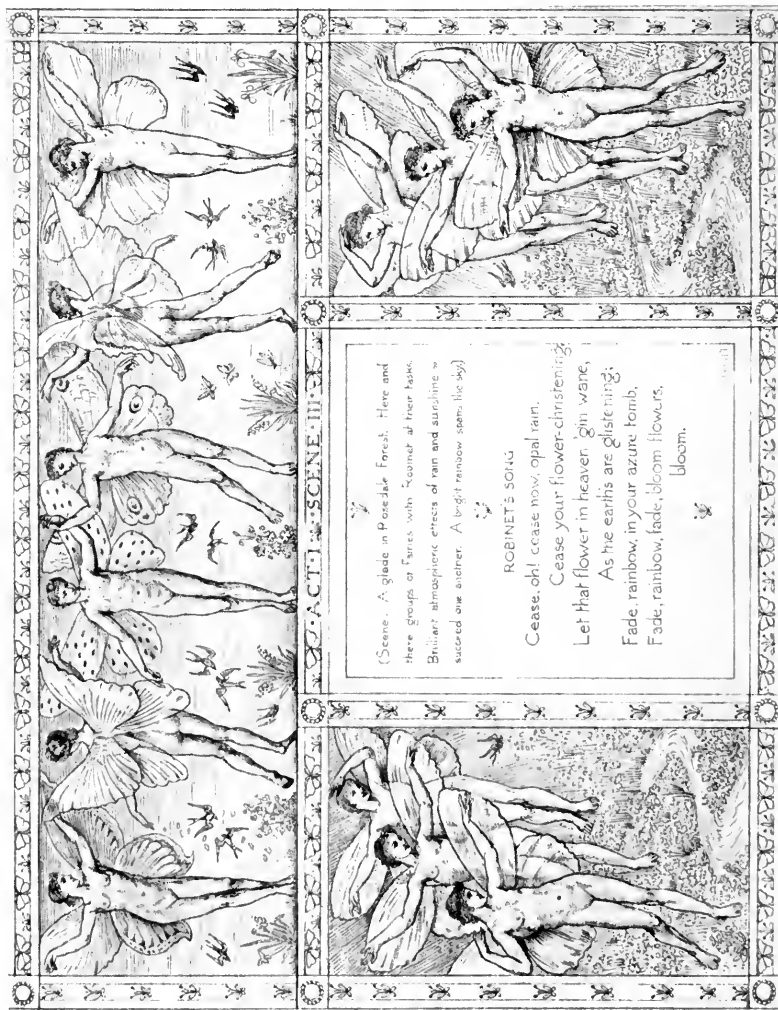 ·ACT·I·—·SCENE·III·
(Scene. A glade in Rosedale Forest. Here and
there groups of Fairies with Robinet at their tasks.
Brilliant atmospheric effects of rain and sunshine
succeed one another. A bright rainbow spans the sky.)
ROBINET'S SONG
Cease, oh! cease now, opal rain.
Cease your flower-christening;
Let that flower in heaven 'gin wane,
As the earth's are glistening;
Fade, rainbow, in your azure tomb,
Fade, rainbow, fade, bloom flowers,
bloom.